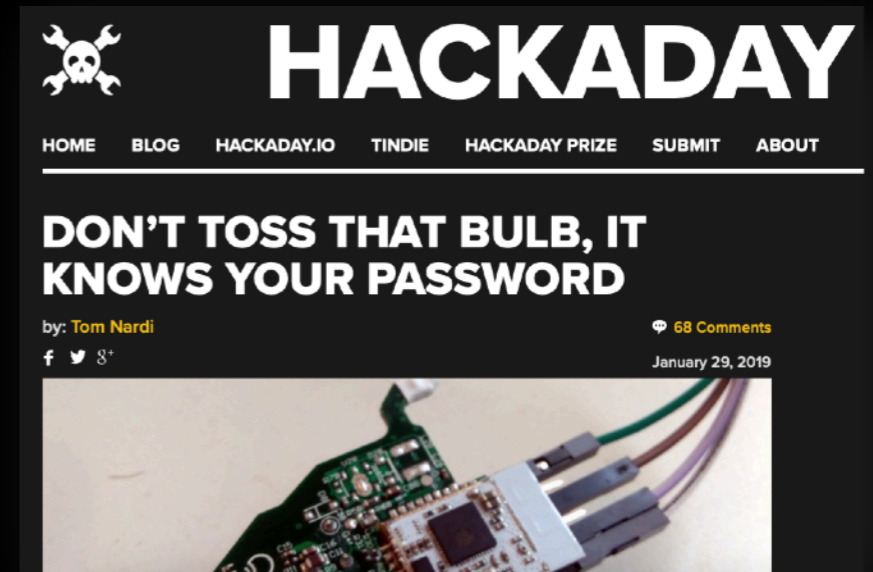 HACKADAY
HOME BLOG HACKADAY.IO TINDIE HACKADAY PRIZE SUBMIT ABOUT
DON'T TOSS THAT BULB, IT
KNOWS YOUR PASSWORD
by: Tom Nardi
68 Comments
f g+
January 29, 2019